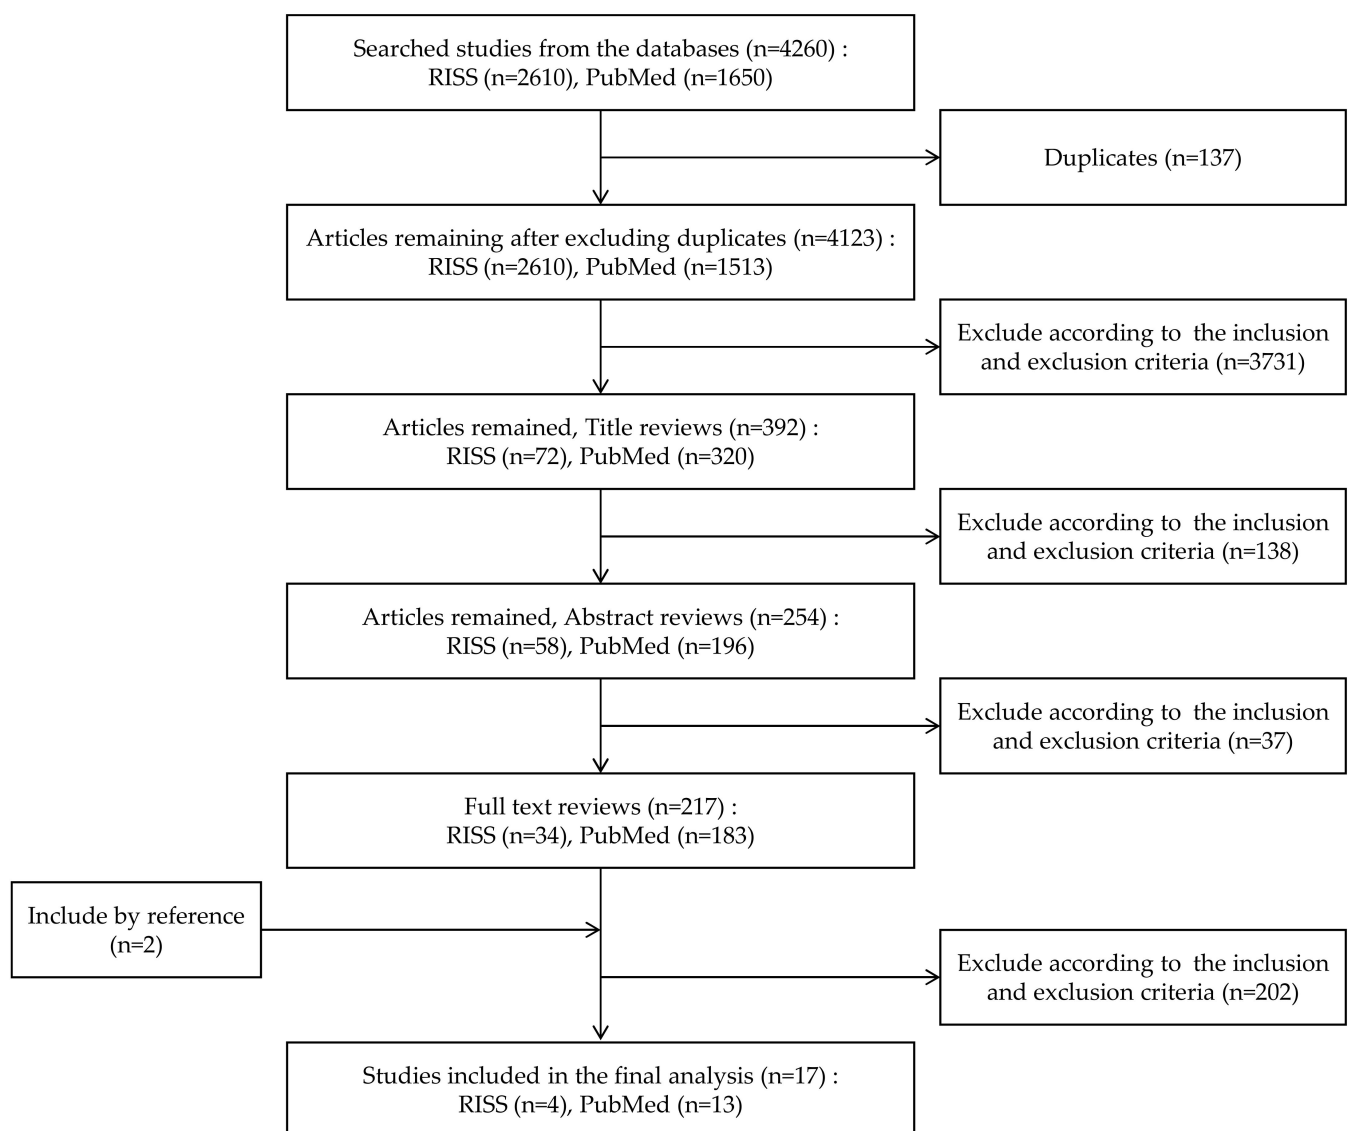 Searched studies from the databases (n=4260) :
RISS (n=2610), PubMed (n=1650)
Duplicates (n=137)
Articles remaining after excluding duplicates (n=4123) :
RISS (n=2610), PubMed (n=1513)
Exclude according to  the inclusion
and exclusion criteria (n=3731)
Articles remained, Title reviews (n=392) :
RISS (n=72), PubMed (n=320)
Exclude according to  the inclusion
and exclusion criteria (n=138)
Articles remained, Abstract reviews (n=254) :
RISS (n=58), PubMed (n=196)
Exclude according to  the inclusion
and exclusion criteria (n=37)
Full text reviews (n=217) :
RISS (n=34), PubMed (n=183)
Include by reference
(n=2)
Exclude according to  the inclusion
and exclusion criteria (n=202)
Studies included in the final analysis (n=17) :
RISS (n=4), PubMed (n=13)